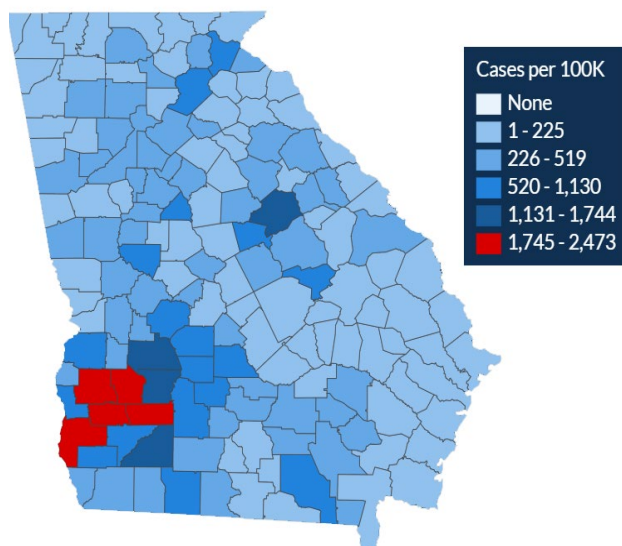 Cases per 100K
None
1 - 225
226 - 519
520 - 1,130
1,131 - 1,744
1,745 - 2,473